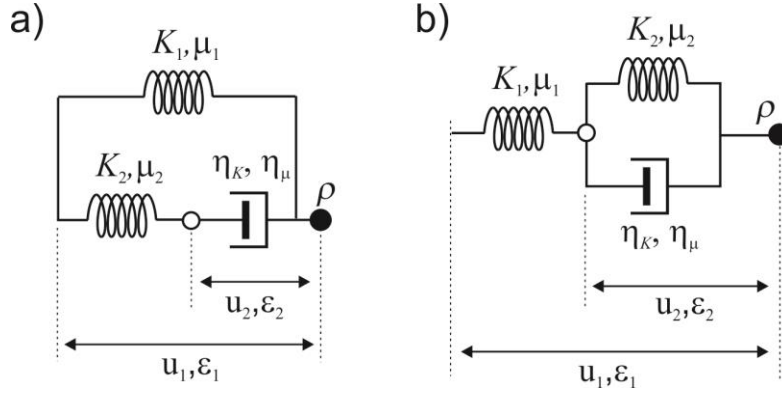 a)
K₁,μ₁
K₂,μ₂
η_K, η_μ
ρ
u₂,ε₂
u₁,ε₁
b)
K₂,μ₂
K₁,μ₁
ρ
η_K, η_μ
u₂,ε₂
u₁,ε₁